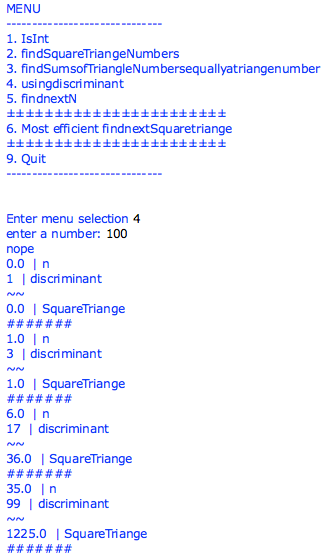 MENU
------------------------------
1. IsInt
2. findSquareTriangeNumbers
3. findSumsofTriangleNumbersequallyatriangenumber
4. usingdiscriminant
5. findnextN
±±±±±±±±±±±±±±±±±±±±±±±
6. Most efficient findnextSquaretriange
±±±±±±±±±±±±±±±±±±±±±±±
9. Quit
------------------------------
Enter menu selection 4
enter a number: 100
nope
0.0 | n
1 | discriminant
~~
0.0 | SquareTriange
#######
1.0 | n
3 | discriminant
~~
1.0 | SquareTriange
#######
6.0 | n
17 | discriminant
~~
36.0 | SquareTriange
#######
35.0 | n
99 | discriminant
~~
1225.0 | SquareTriange
#######